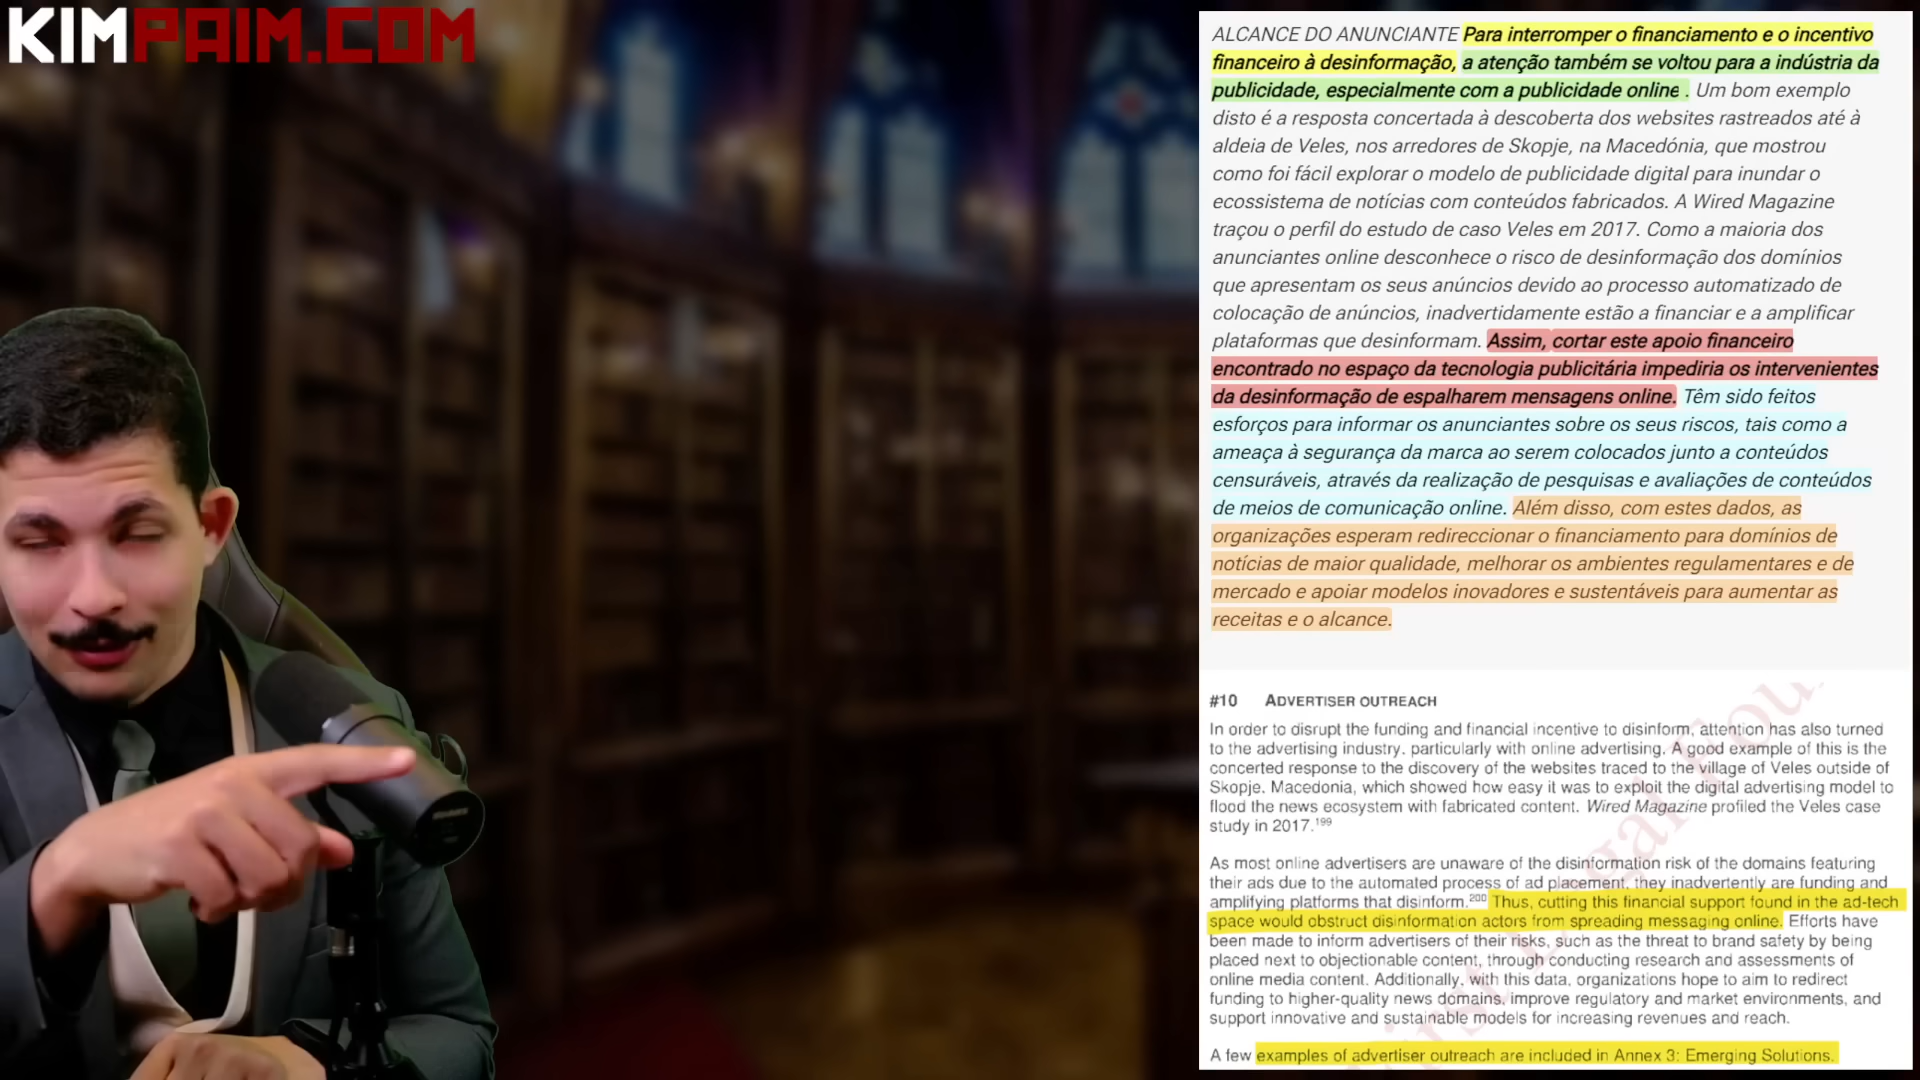 KIMPAIM.COM
ALCANCE DO ANUNCIANTE Para interromper o financiamento e o incentivo
financeiro à desinformação, a atenção também se voltou para a indústria da
publicidade, especialmente com a publicidade online . Um bom exemplo
disto é a resposta concertada à descoberta dos websites rastreados até à
aldeia de Veles, nos arredores de Skopje, na Macedónia, que mostrou
como foi fácil explorar o modelo de publicidade digital para inundar o
ecossistema de notícias com conteúdos fabricados. A Wired Magazine
traçou o perfil do estudo de caso Veles em 2017. Como a maioria dos
anunciantes online desconhece o risco de desinformação dos domínios
que apresentam os seus anúncios devido ao processo automatizado de
colocação de anúncios, inadvertidamente estão a financiar e a amplificar
plataformas que desinformam. Assim, cortar este apoio financeiro
encontrado no espaço da tecnologia publicitária impediria os intervenientes
da desinformação de espalharem mensagens online. Têm sido feitos
esforços para informar os anunciantes sobre os seus riscos, tais como a
ameaça à segurança da marca ao serem colocados junto a conteúdos
censuráveis, através da realização de pesquisas e avaliações de conteúdos
de meios de comunicação online. Além disso, com estes dados, as
organizações esperam redireccionar o financiamento para domínios de
notícias de maior qualidade, melhorar os ambientes regulamentares e de
mercado e apoiar modelos inovadores e sustentáveis para aumentar as
receitas e o alcance.
#10 ADVERTISER OUTREACH
In order to disrupt the funding and financial incentive to disinform, attention has also turned
to the advertising industry, particularly with online advertising. A good example of this is the
concerted response to the discovery of the websites traced to the village of Veles outside of
Skopje, Macedonia, which showed how easy it was to exploit the digital advertising model to
flood the news ecosystem with fabricated content. Wired Magazine profiled the Veles case
study in 2017.199
As most online advertisers are unaware of the disinformation risk of the domains featuring
their ads due to the automated process of ad placement, they inadvertently are funding and
amplifying platforms that disinform.200 Thus, cutting this financial support found in the ad-tech
space would obstruct disinformation actors from spreading messaging online. Efforts have
been made to inform advertisers of their risks, such as the threat to brand safety by being
placed next to objectionable content, through conducting research and assessments of
online media content. Additionally, with this data, organizations hope to aim to redirect
funding to higher-quality news domains, improve regulatory and market environments, and
support innovative and sustainable models for increasing revenues and reach.
A few examples of advertiser outreach are included in Annex 3: Emerging Solutions.